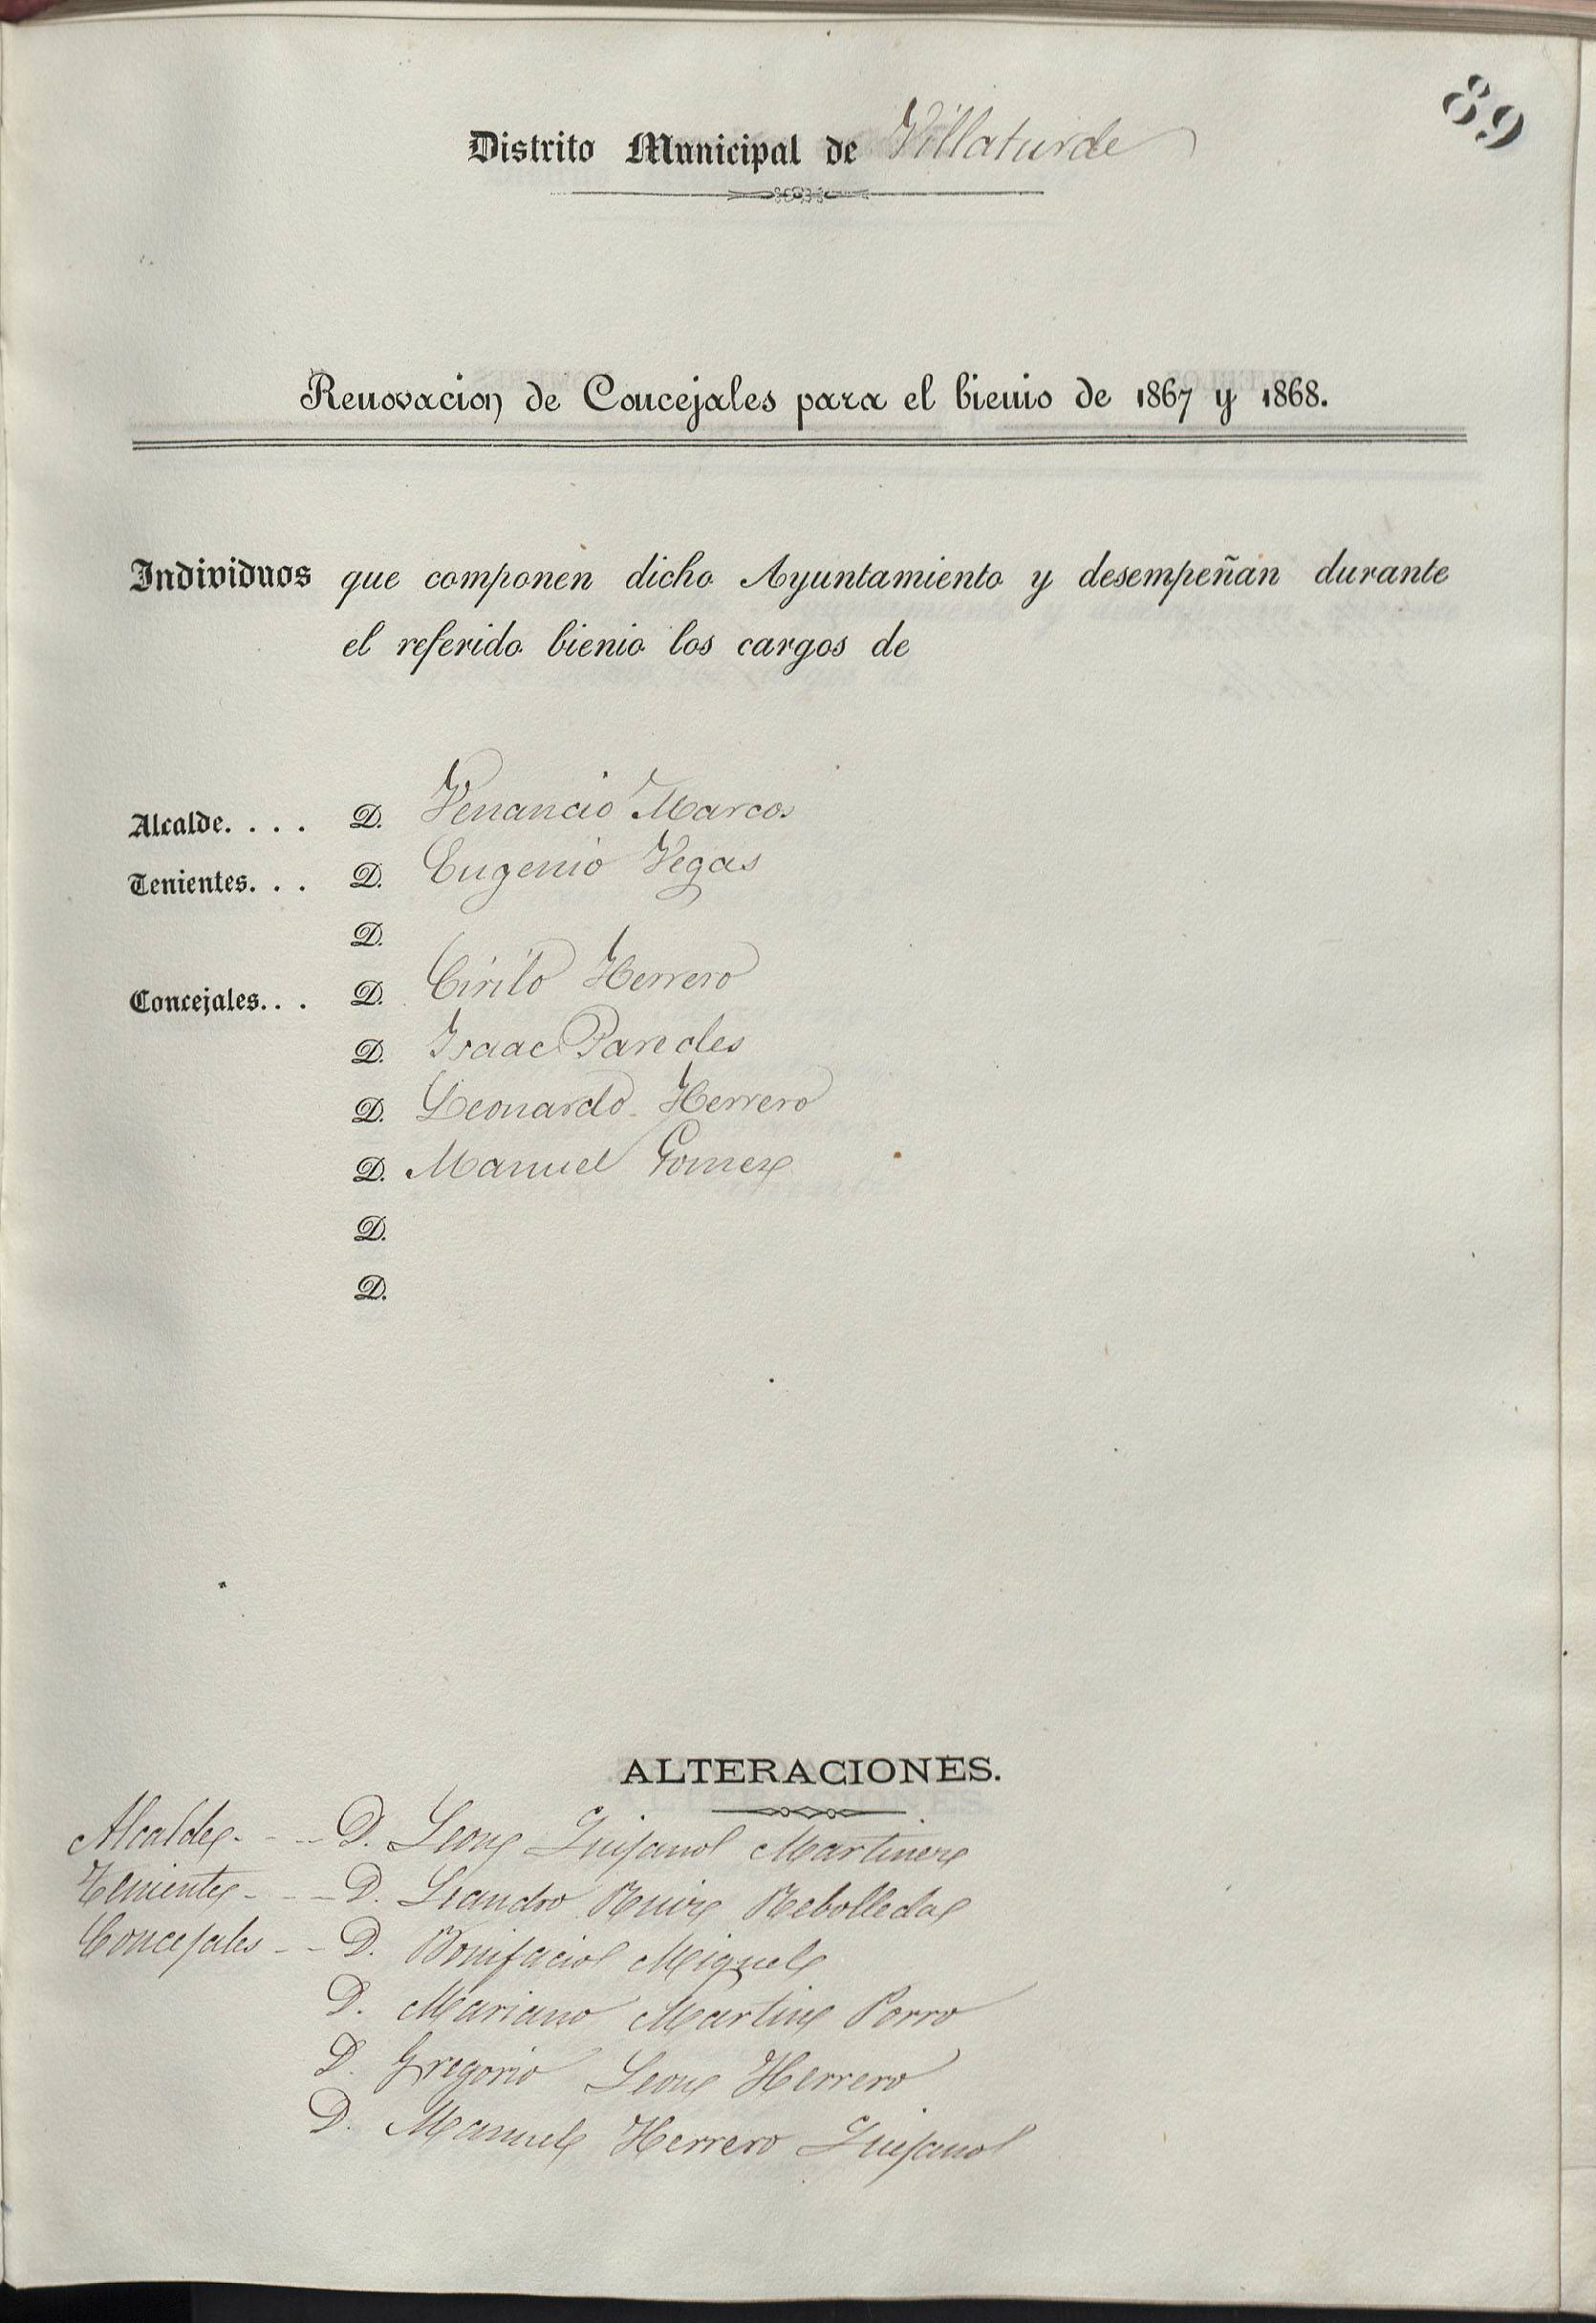 89
Distrito Municipal de Villaturde
Renovacion de Concejales para el bienio de 1867 y 1868.
Individuos que componen dicho Ayuntamiento y desempeñan durante
el referido bienio los cargos de
Alcalde. . . . D. Venancio Marcos
Tenientes. . . D. Eugenio Vegas
D.
Concejales. . . D. Cirilo Herrero
D. Isaac Paredes
D. Leonardo Herrero
D. Manuel Gomez
D.
D.
ALTERACIONES.
Alcalde - - - D. Leon Quijano Martinez
Teniente - - - D. Leandro Ruiz Rebolleda
Concejales - - D. Bonifacio Miguel
D. Mariano Martin Porro
D. Gregorio Leon Herrero
D. Manuel Herrero Quijano